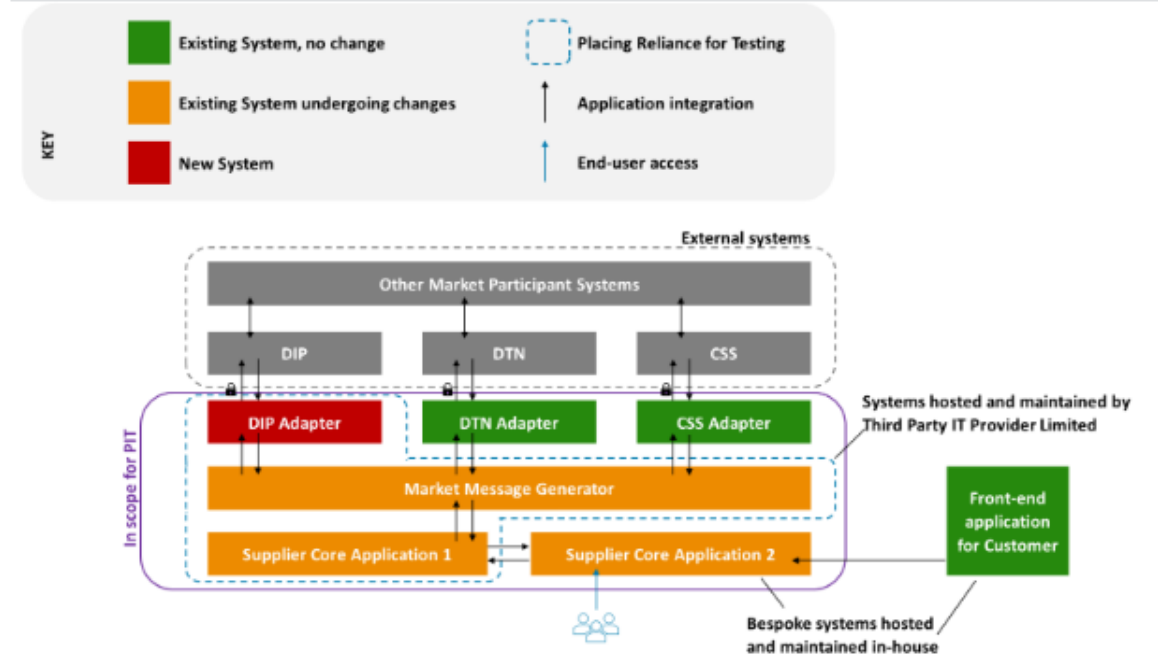 KEY
Existing System, no change
Existing System undergoing changes
New System
Placing Reliance for Testing
Application integration
End-user access
External systems
Other Market Participant Systems
DIP
DTN
CSS
In scope for PIT
DIP Adapter
DTN Adapter
CSS Adapter
Systems hosted and maintained by
Third Party IT Provider Limited
Market Message Generator
Front-end
application
for Customer
Supplier Core Application 1
Supplier Core Application 2
Bespoke systems hosted
and maintained in-house